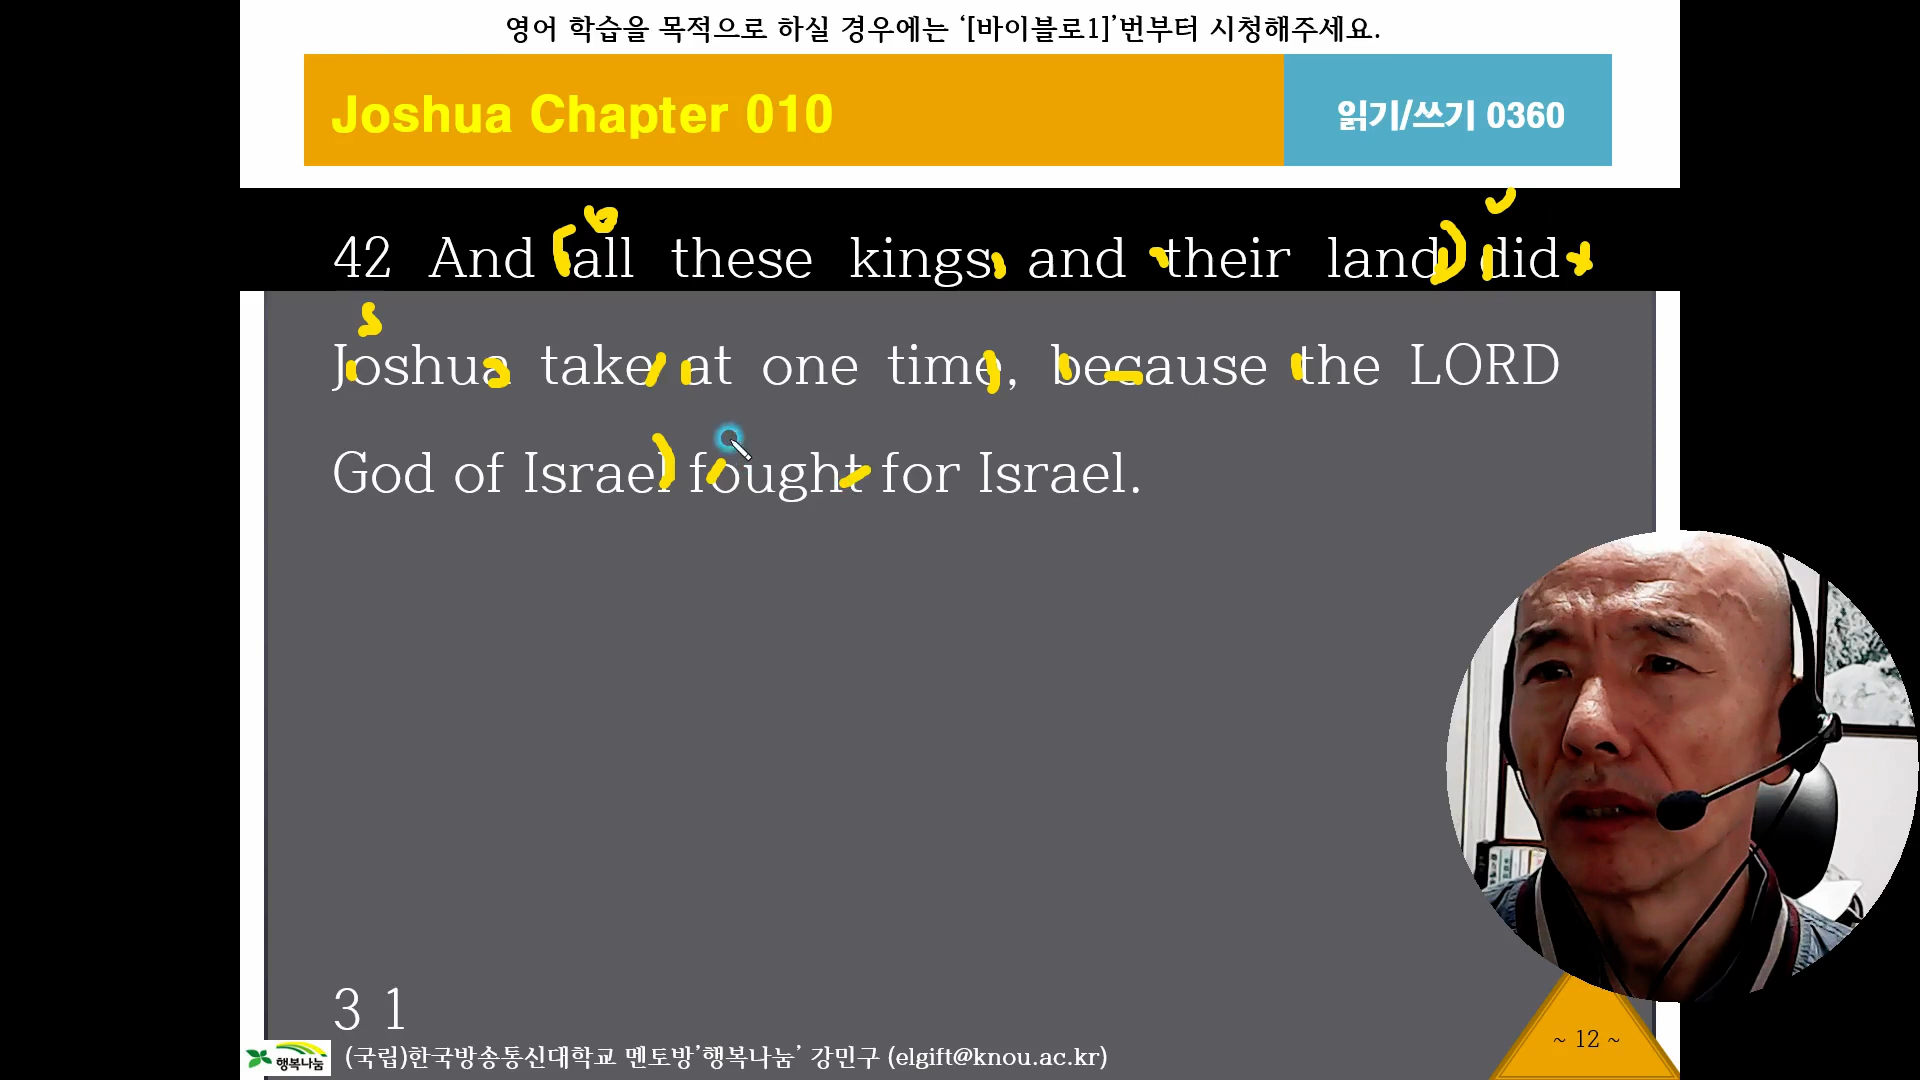 영어 학습을 목적으로 하실 경우에는 ‘[바이블로1]’번부터 시청해주세요.
Joshua Chapter 010
읽기/쓰기 0360
42 And all these kings and their land did
Joshua take at one time, because the LORD
God of Israel fought for Israel.
3 1
행복나눔
(국립)한국방송통신대학교 멘토방’행복나눔’ 강민구 (elgift@knou.ac.kr)
~ 12 ~